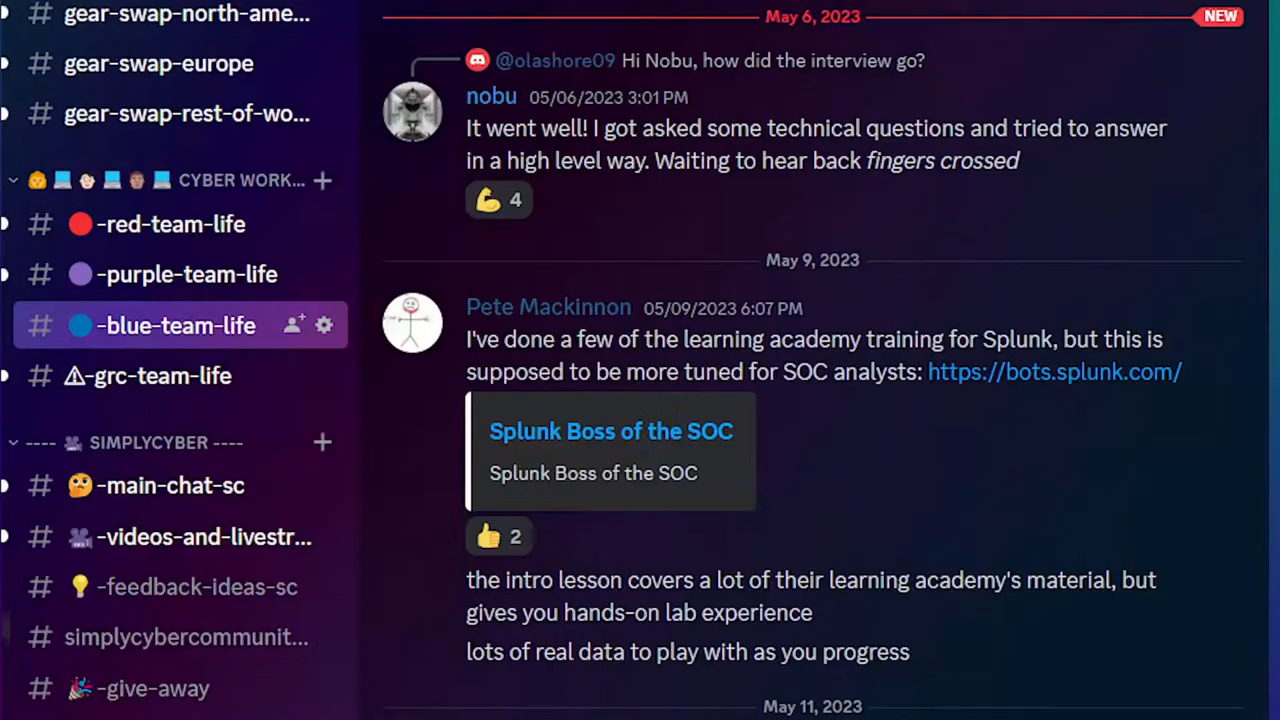 # gear-swap-north-ame...
# gear-swap-europe
# gear-swap-rest-of-wo...
CYBER WORK... +
# 🔴-red-team-life
# 🟣-purple-team-life
# 🔵-blue-team-life
# ⚠-grc-team-life
---- 🎥 SIMPLYCYBER ---- +
# 🤔-main-chat-sc
# 🎥-videos-and-livestr...
# 💡-feedback-ideas-sc
# simplycybercommunit...
# 🎉-give-away
May 6, 2023 NEW
@olashore09 Hi Nobu, how did the interview go?
nobu 05/06/2023 3:01 PM
It went well! I got asked some technical questions and tried to answer
in a high level way. Waiting to hear back fingers crossed
💪 4
May 9, 2023
Pete Mackinnon 05/09/2023 6:07 PM
I've done a few of the learning academy training for Splunk, but this is
supposed to be more tuned for SOC analysts: https://bots.splunk.com/
Splunk Boss of the SOC
Splunk Boss of the SOC
👍 2
the intro lesson covers a lot of their learning academy's material, but
gives you hands-on lab experience
lots of real data to play with as you progress
May 11, 2023